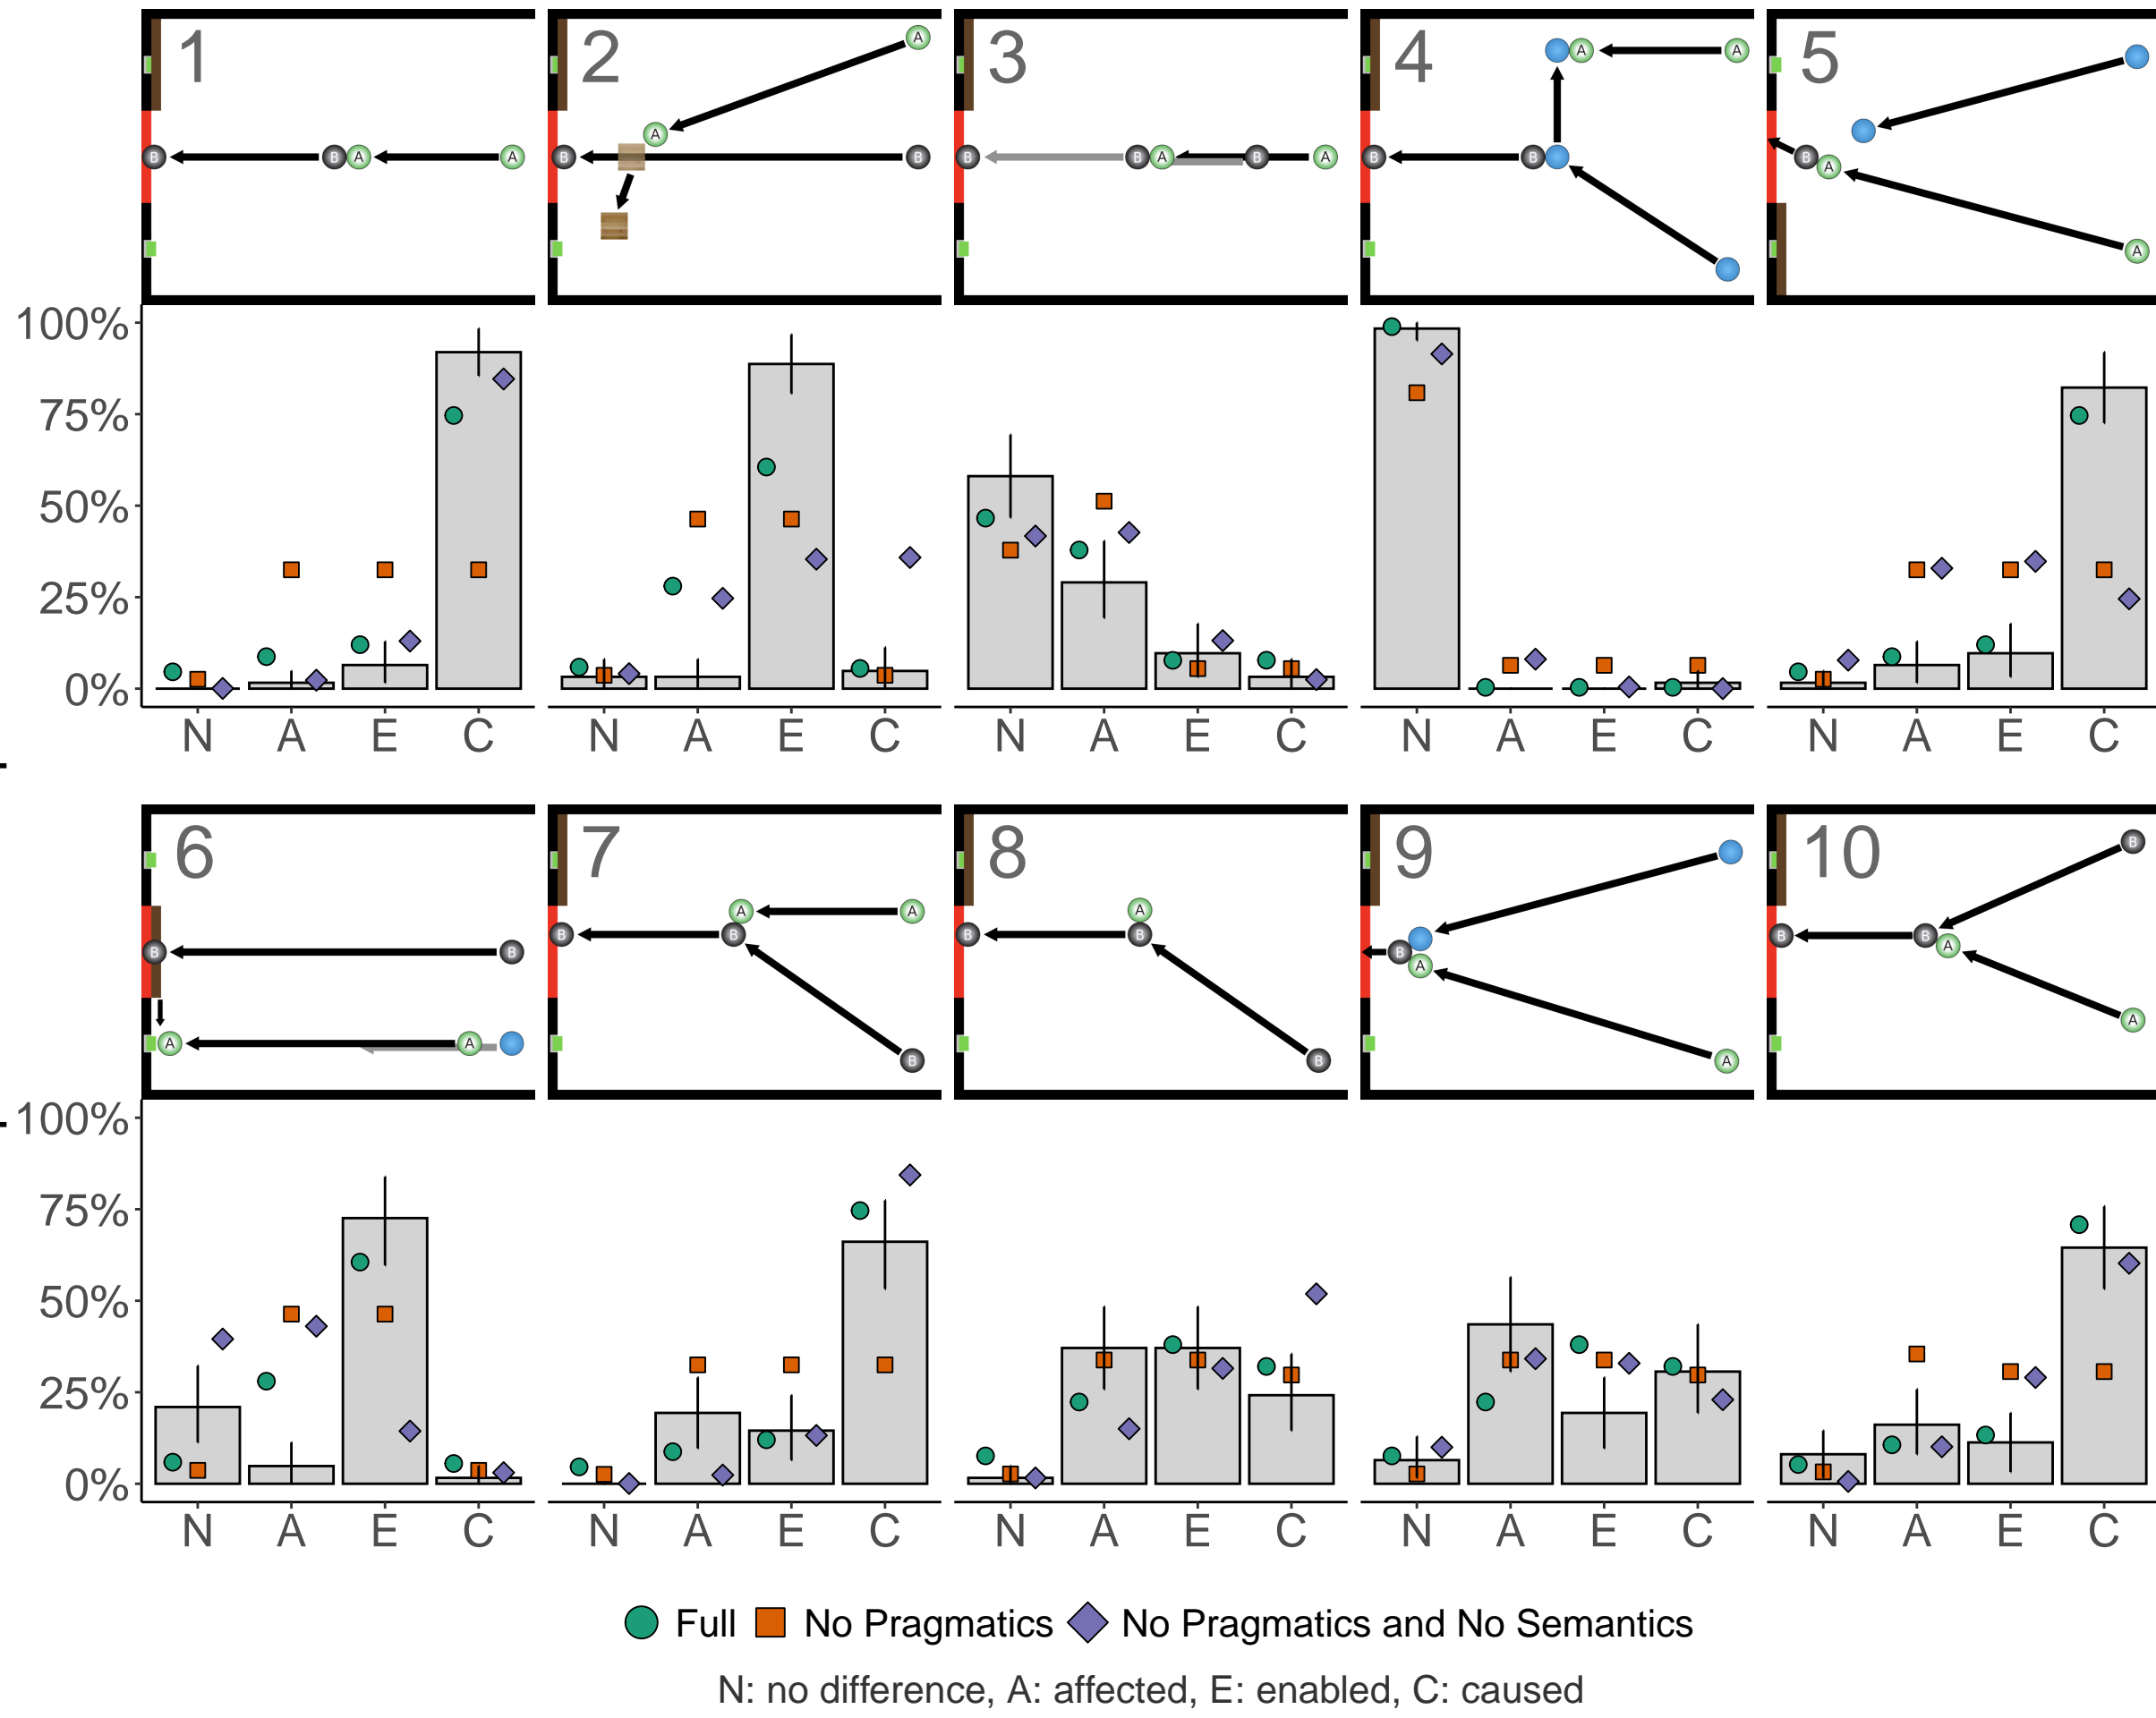 1 2 3 4 5
A B B A A
A B A B
B B A B A
B A A B B A
B A A
100%
75%
50%
25%
0%
N A E C N A E C N A E C N A E C N A E C
6 7 8 9 10
B B A A
B B A A B
B B A B
B B A A
B B A B A
100%
75%
50%
25%
0%
N A E C N A E C N A E C N A E C N A E C
Full No Pragmatics No Pragmatics and No Semantics
N: no difference, A: affected, E: enabled, C: caused